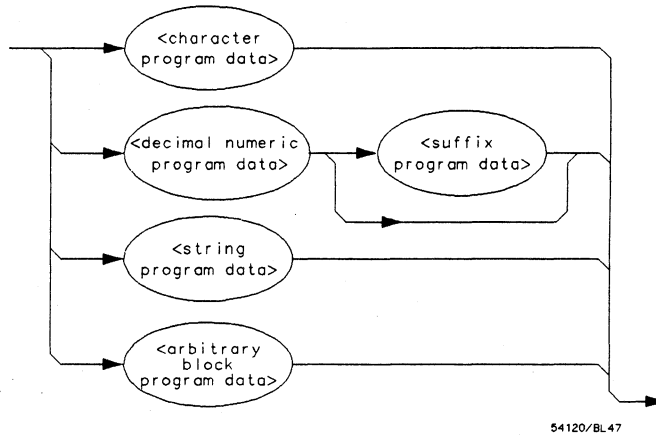 <character
program data>
<decimal numeric
program data>
<suffix
program data>
<string
program data>
<arbitrary
block
program data>
54120/BL47